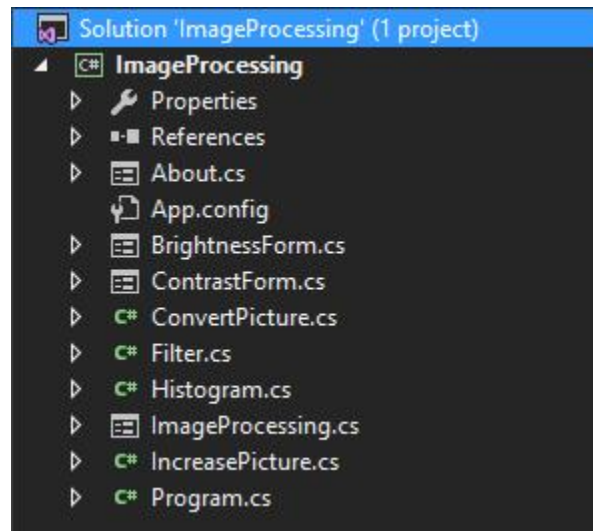 Solution 'ImageProcessing' (1 project)
C# ImageProcessing
Properties
References
About.cs
App.config
BrightnessForm.cs
ContrastForm.cs
C# ConvertPicture.cs
C# Filter.cs
C# Histogram.cs
ImageProcessing.cs
C# IncreasePicture.cs
C# Program.cs